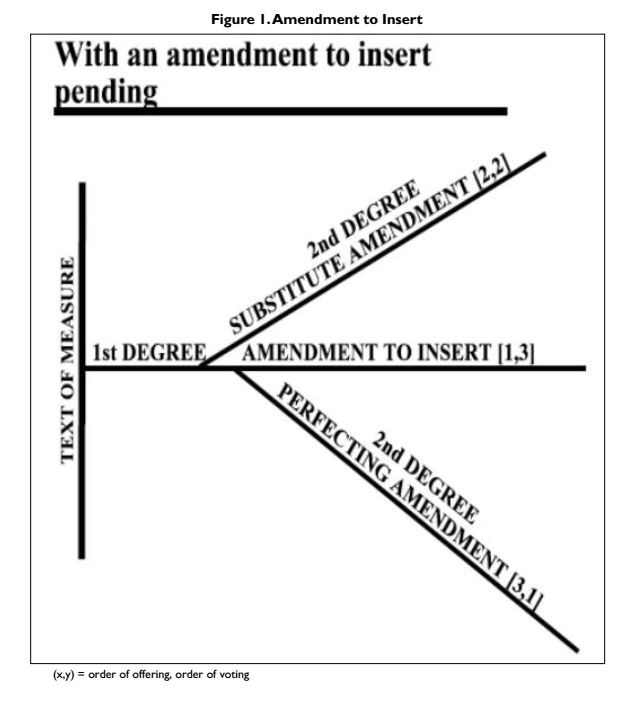 Figure 1. Amendment to Insert
With an amendment to insert
pending
TEXT OF MEASURE
2nd DEGREE
SUBSTITUTE AMENDMENT [2,2]
1st DEGREE
AMENDMENT TO INSERT [1,3]
2nd DEGREE
PERFECTING AMENDMENT [3,1]
(x,y) = order of offering, order of voting